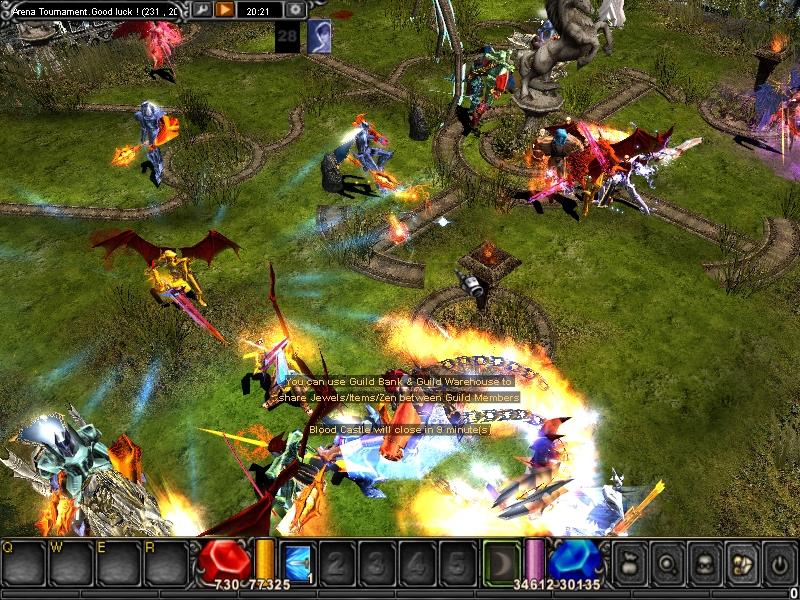 Arena Tournament.Good luck ! (231 , 20
20:21
28
You can use Guild Bank & Guild Warehouse to
share Jewels/Items/Zen between Guild Members
Blood Castle will close in 9 minute(s)
Q W E R
1 2 3 4 5
730 77325 34612 30135
0